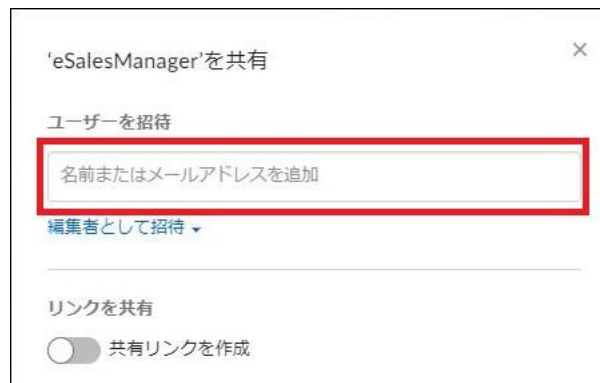 ‘eSalesManager’を共有
ユーザーを招待
名前またはメールアドレスを追加
編集者として招待
リンクを共有
共有リンクを作成